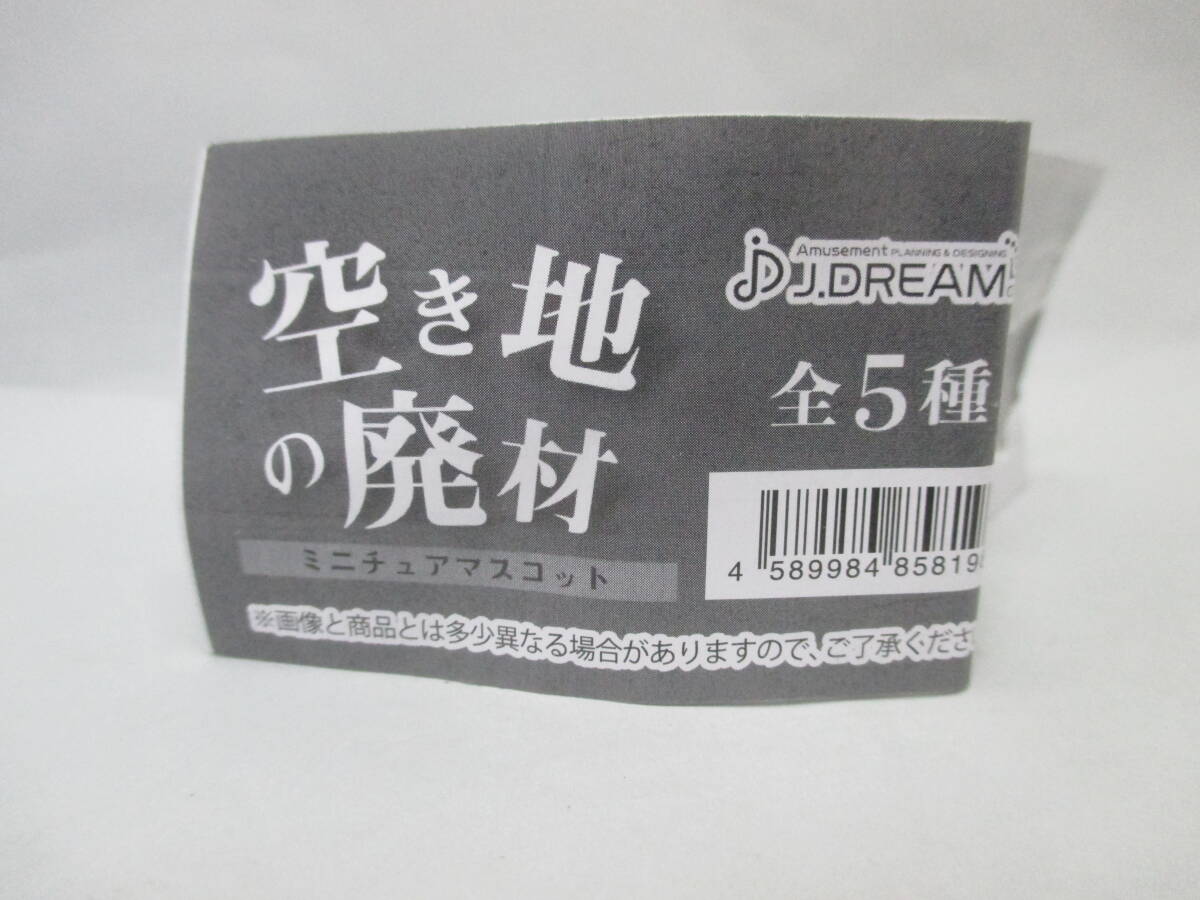 空き地
の廃材
ミニチュアマスコット
※画像と商品とは多少異なる場合がありますので、ご了承くださ
Amusement PLANNING & DESIGNING
J.DREAM
全5種
4 589984 85819